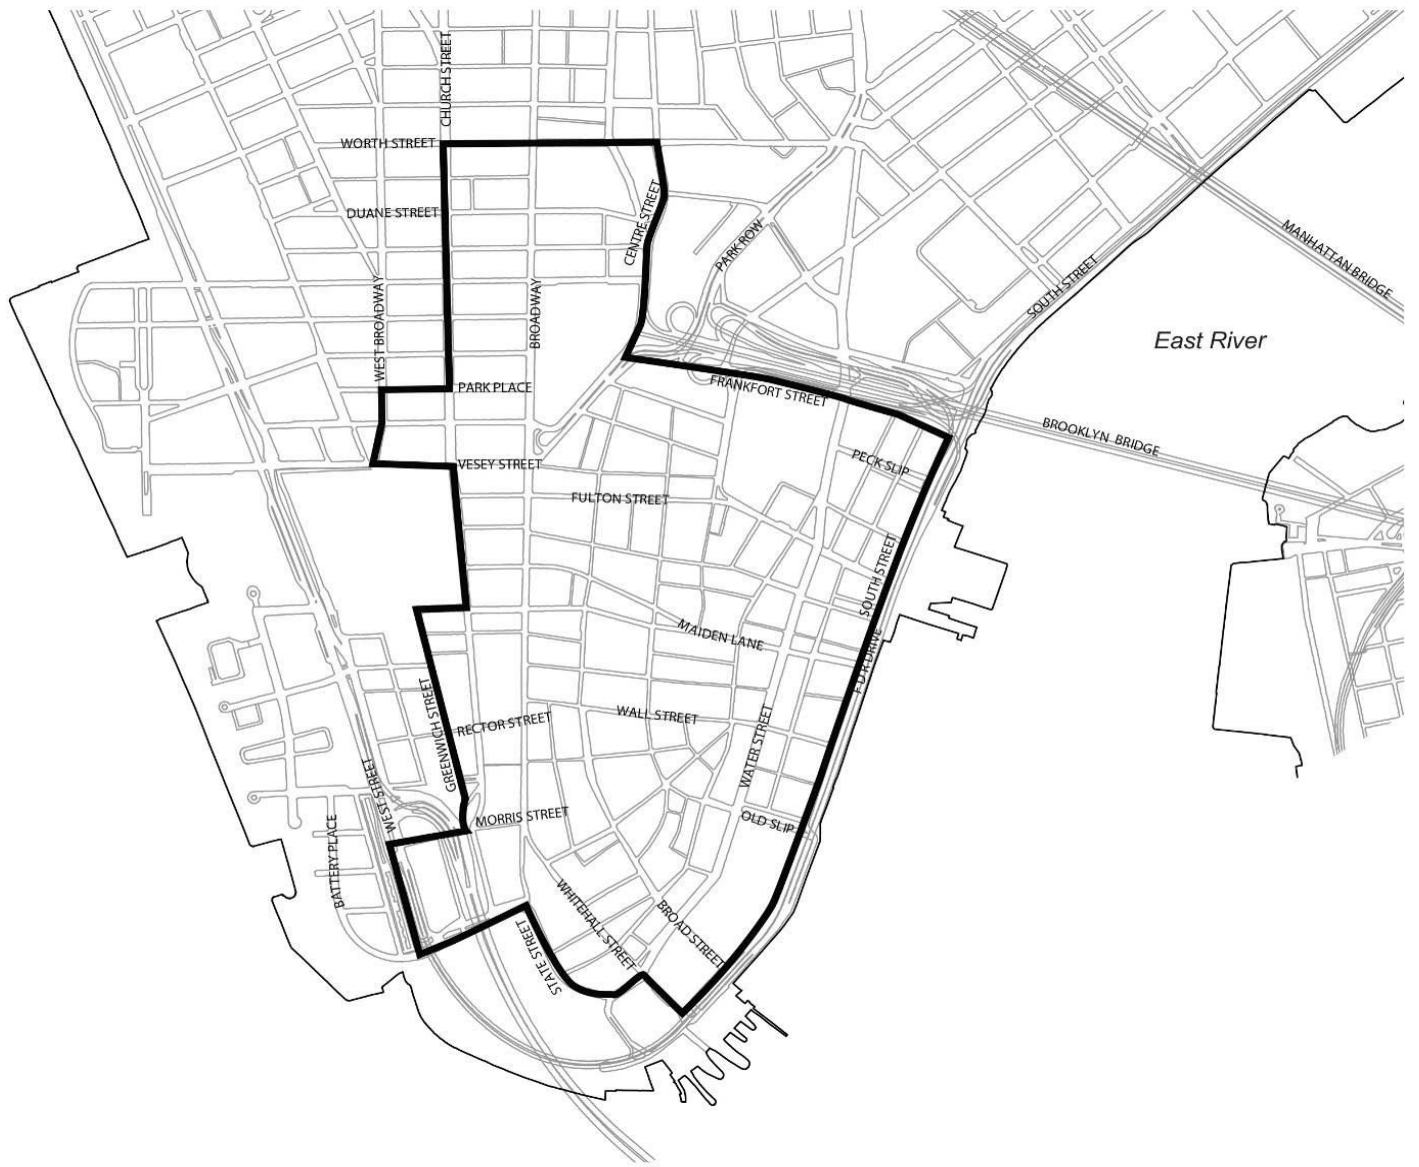 CHURCH STREET
WORTH STREET
DUANE STREET
CENTRE STREET
PARK ROW
MANHATTAN BRIDGE
SOUTH STREET
East River
WEST BROADWAY
BROADWAY
PARK PLACE
FRANKFORT STREET
BROOKLYN BRIDGE
VESEY STREET
PECK SLIP
FULTON STREET
SOUTH STREET
MAIDEN LANE
F D R DRIVE
GREENWICH STREET
RECTOR STREET
WALL STREET
WATER STREET
WEST STREET
MORRIS STREET
OLD SLIP
BATTERY PLACE
WHITEHALL STREET
BROAD STREET
STATE STREET